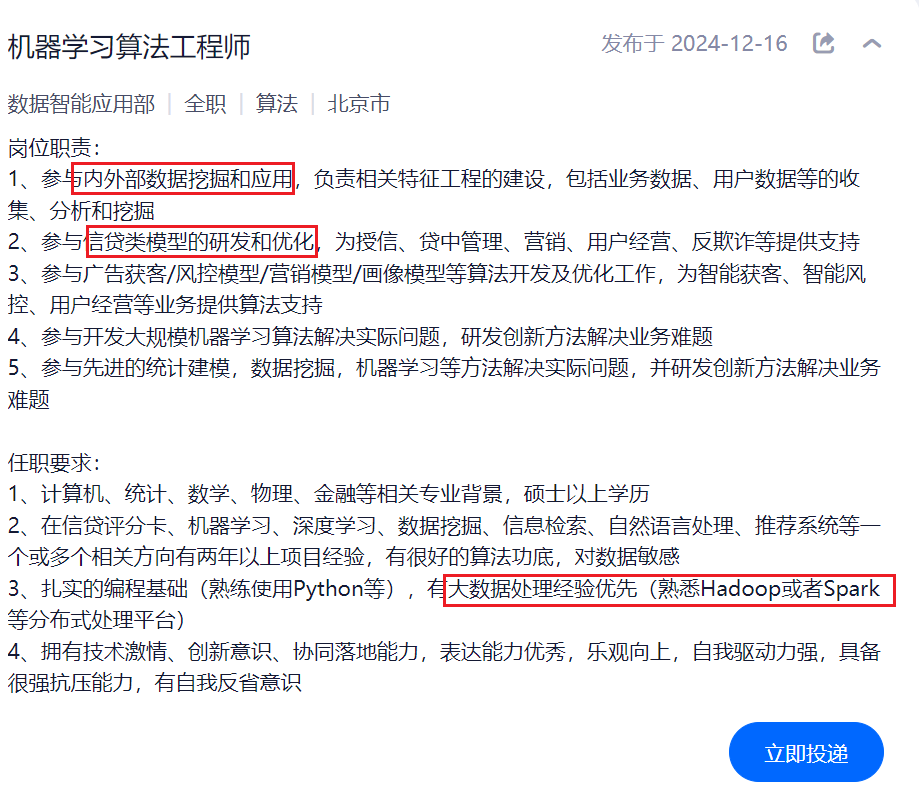 机器学习算法工程师
发布于 2024-12-16
数据智能应用部 | 全职 | 算法 | 北京市
岗位职责：
1、参与内外部数据挖掘和应用，负责相关特征工程的建设，包括业务数据、用户数据等的收
集、分析和挖掘
2、参与信贷类模型的研发和优化，为授信、贷中管理、营销、用户经营、反欺诈等提供支持
3、参与广告获客/风控模型/营销模型/画像模型等算法开发及优化工作，为智能获客、智能风
控、用户经营等业务提供算法支持
4、参与开发大规模机器学习算法解决实际问题，研发创新方法解决业务难题
5、参与先进的统计建模，数据挖掘，机器学习等方法解决实际问题，并研发创新方法解决业务
难题
任职要求：
1、计算机、统计、数学、物理、金融等相关专业背景，硕士以上学历
2、在信贷评分卡、机器学习、深度学习、数据挖掘、信息检索、自然语言处理、推荐系统等一
个或多个相关方向有两年以上项目经验，有很好的算法功底，对数据敏感
3、扎实的编程基础（熟练使用Python等），有大数据处理经验优先（熟悉Hadoop或者Spark
等分布式处理平台）
4、拥有技术激情、创新意识、协同落地能力，表达能力优秀，乐观向上，自我驱动力强，具备
很强抗压能力，有自我反省意识
立即投递